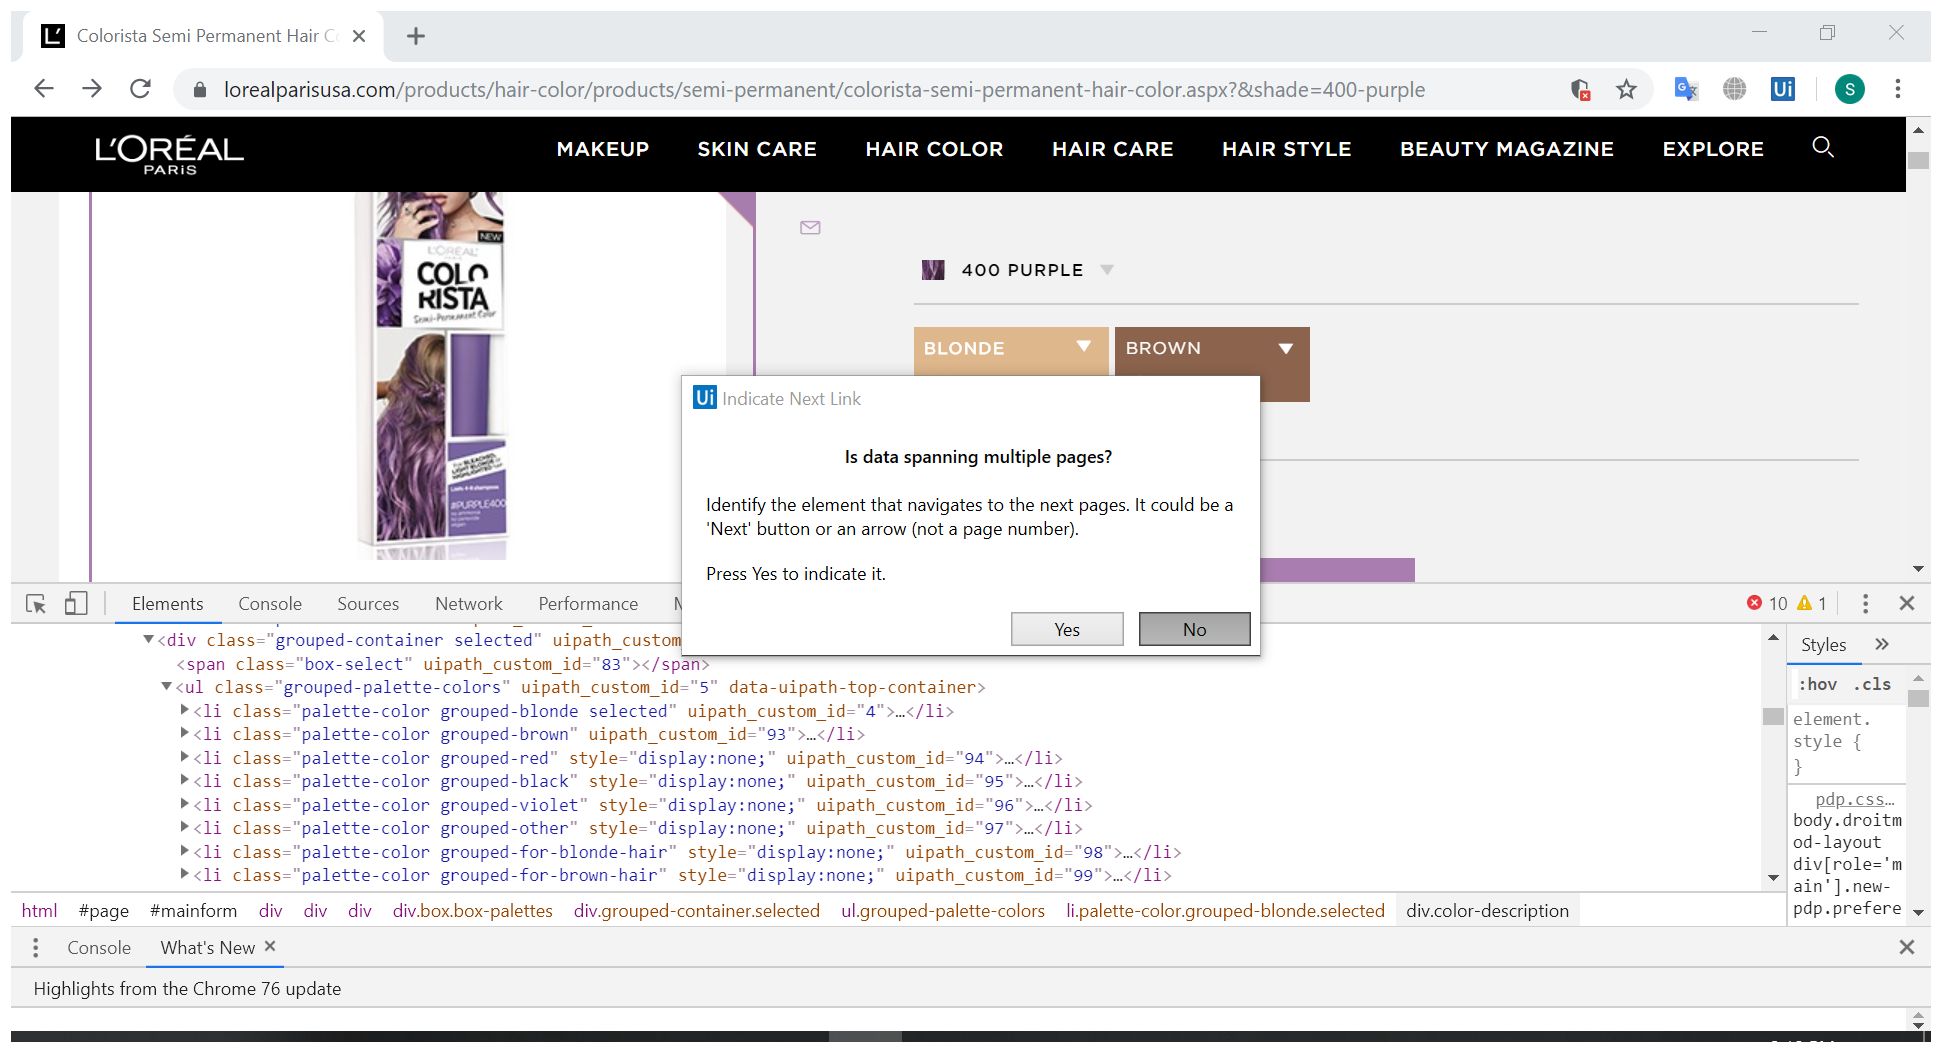 L' Colorista Semi Permanent Hair Co
lorealparisusa.com/products/hair-color/products/semi-permanent/colorista-semi-permanent-hair-color.aspx?&shade=400-purple
Ui
S
L'ORÉAL
PARIS
MAKEUP SKIN CARE HAIR COLOR HAIR CARE HAIR STYLE BEAUTY MAGAZINE EXPLORE
NEW
L'ORÉAL
COLO
RISTA
Semi-Permanent Color
#PURPLE400
400 PURPLE
BLONDE BROWN
Ui Indicate Next Link
Is data spanning multiple pages?
Identify the element that navigates to the next pages. It could be a
'Next' button or an arrow (not a page number).
Press Yes to indicate it.
Yes No
Elements Console Sources Network Performance 10 1
<div class="grouped-container selected" uipath_custom
<span class="box-select" uipath_custom_id="83"></span>
<ul class="grouped-palette-colors" uipath_custom_id="5" data-uipath-top-container>
<li class="palette-color grouped-blonde selected" uipath_custom_id="4">…</li>
<li class="palette-color grouped-brown" uipath_custom_id="93">…</li>
<li class="palette-color grouped-red" style="display:none;" uipath_custom_id="94">…</li>
<li class="palette-color grouped-black" style="display:none;" uipath_custom_id="95">…</li>
<li class="palette-color grouped-violet" style="display:none;" uipath_custom_id="96">…</li>
<li class="palette-color grouped-other" style="display:none;" uipath_custom_id="97">…</li>
<li class="palette-color grouped-for-blonde-hair" style="display:none;" uipath_custom_id="98">…</li>
<li class="palette-color grouped-for-brown-hair" style="display:none;" uipath_custom_id="99">…</li>
Styles »
:hov .cls
element.
style {
}
pdp.css…
body.droitm
od-layout
div[role='m
ain'].new-
pdp.prefere
html #page #mainform div div div div.box.box-palettes div.grouped-container.selected ul.grouped-palette-colors li.palette-color.grouped-blonde.selected div.color-description
Console What's New
Highlights from the Chrome 76 update